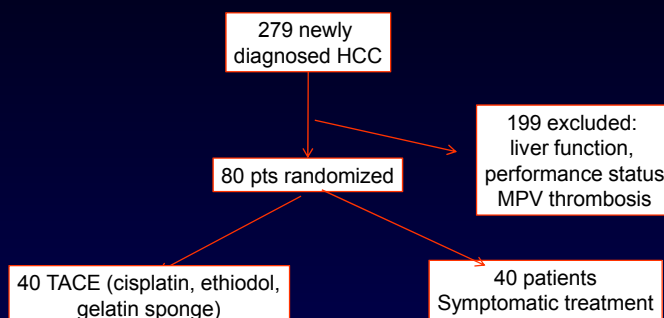 279 newly
diagnosed HCC
199 excluded:
liver function,
performance status
MPV thrombosis
80 pts randomized
40 TACE (cisplatin, ethiodol,
gelatin sponge)
40 patients
Symptomatic treatment